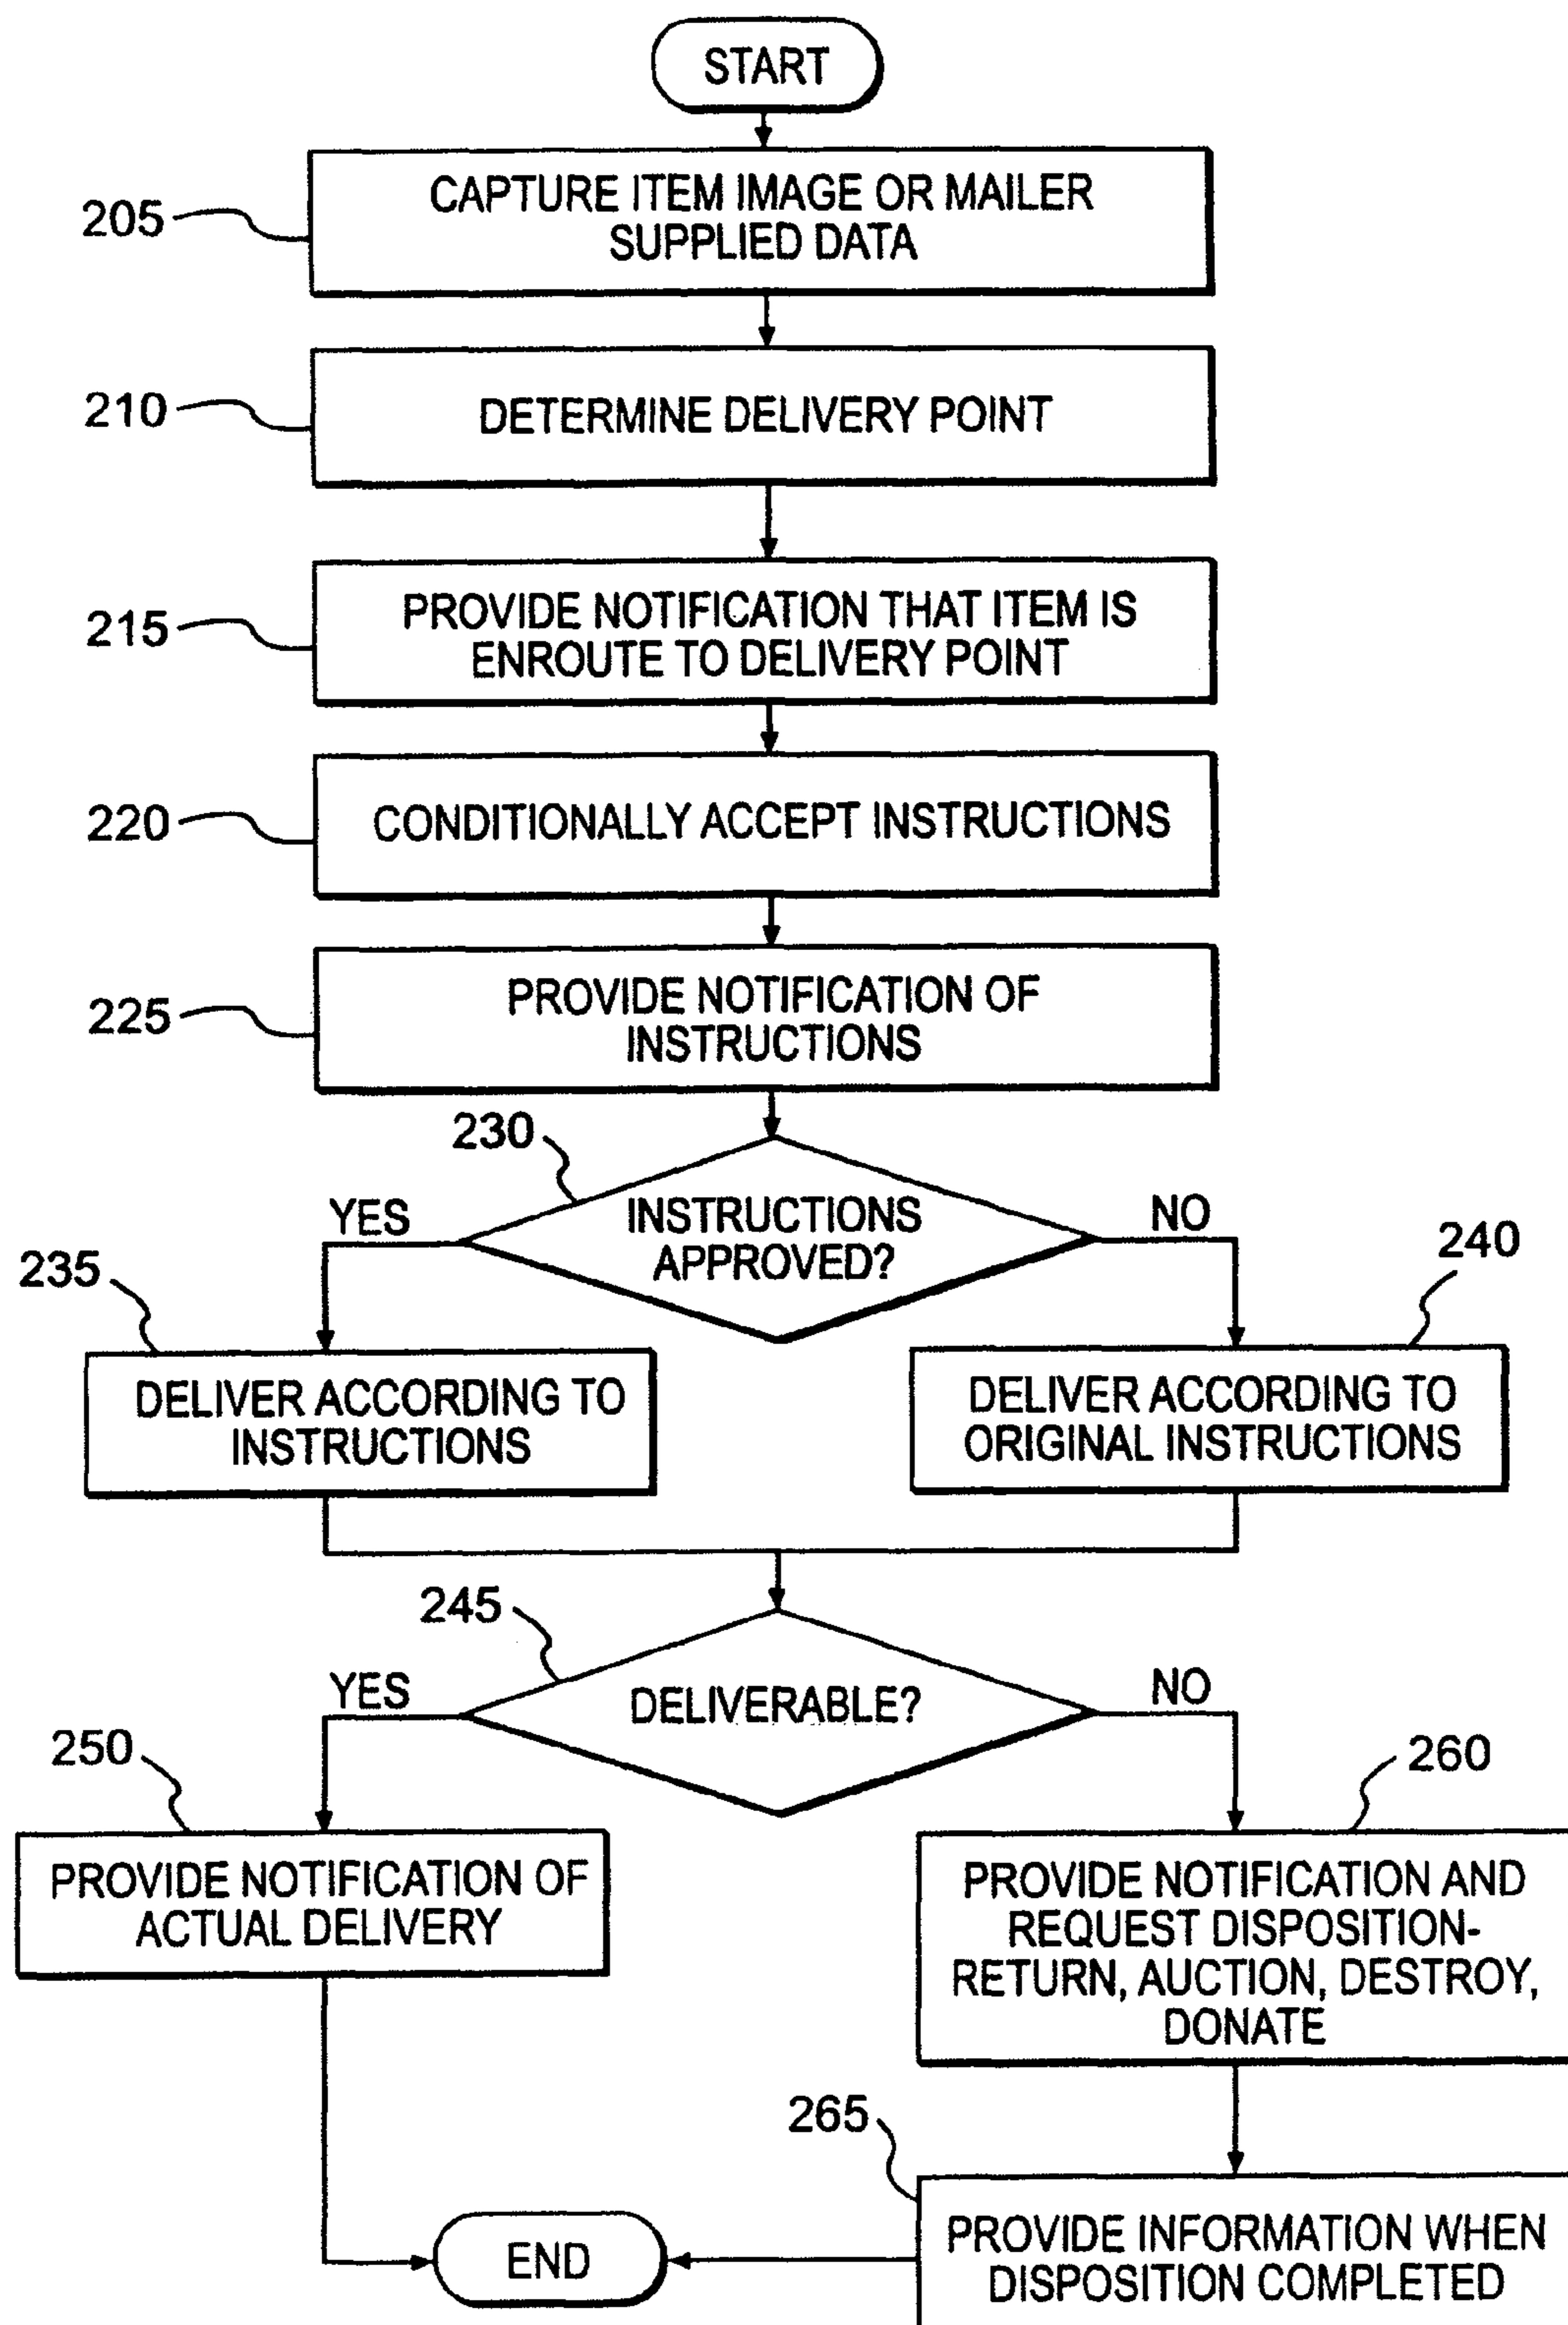 START
205
CAPTURE ITEM IMAGE OR MAILER
SUPPLIED DATA
210
DETERMINE DELIVERY POINT
215
PROVIDE NOTIFICATION THAT ITEM IS
ENROUTE TO DELIVERY POINT
220
CONDITIONALLY ACCEPT INSTRUCTIONS
225
PROVIDE NOTIFICATION OF
INSTRUCTIONS
230
INSTRUCTIONS
APPROVED?
YES
NO
235
DELIVER ACCORDING TO
INSTRUCTIONS
240
DELIVER ACCORDING TO
ORIGINAL INSTRUCTIONS
245
DELIVERABLE?
YES
NO
250
PROVIDE NOTIFICATION OF
ACTUAL DELIVERY
260
PROVIDE NOTIFICATION AND
REQUEST DISPOSITION-
RETURN, AUCTION, DESTROY,
DONATE
265
PROVIDE INFORMATION WHEN
DISPOSITION COMPLETED
END